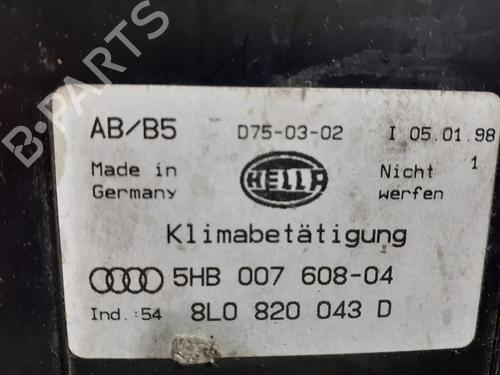 B-PARTS
AB/B5 D75-03-02 I 05.01.98
Made in Germany HELLA Nicht werfen 1
Klimabetätigung
5HB 007 608-04
Ind.:54 8L0 820 043 D